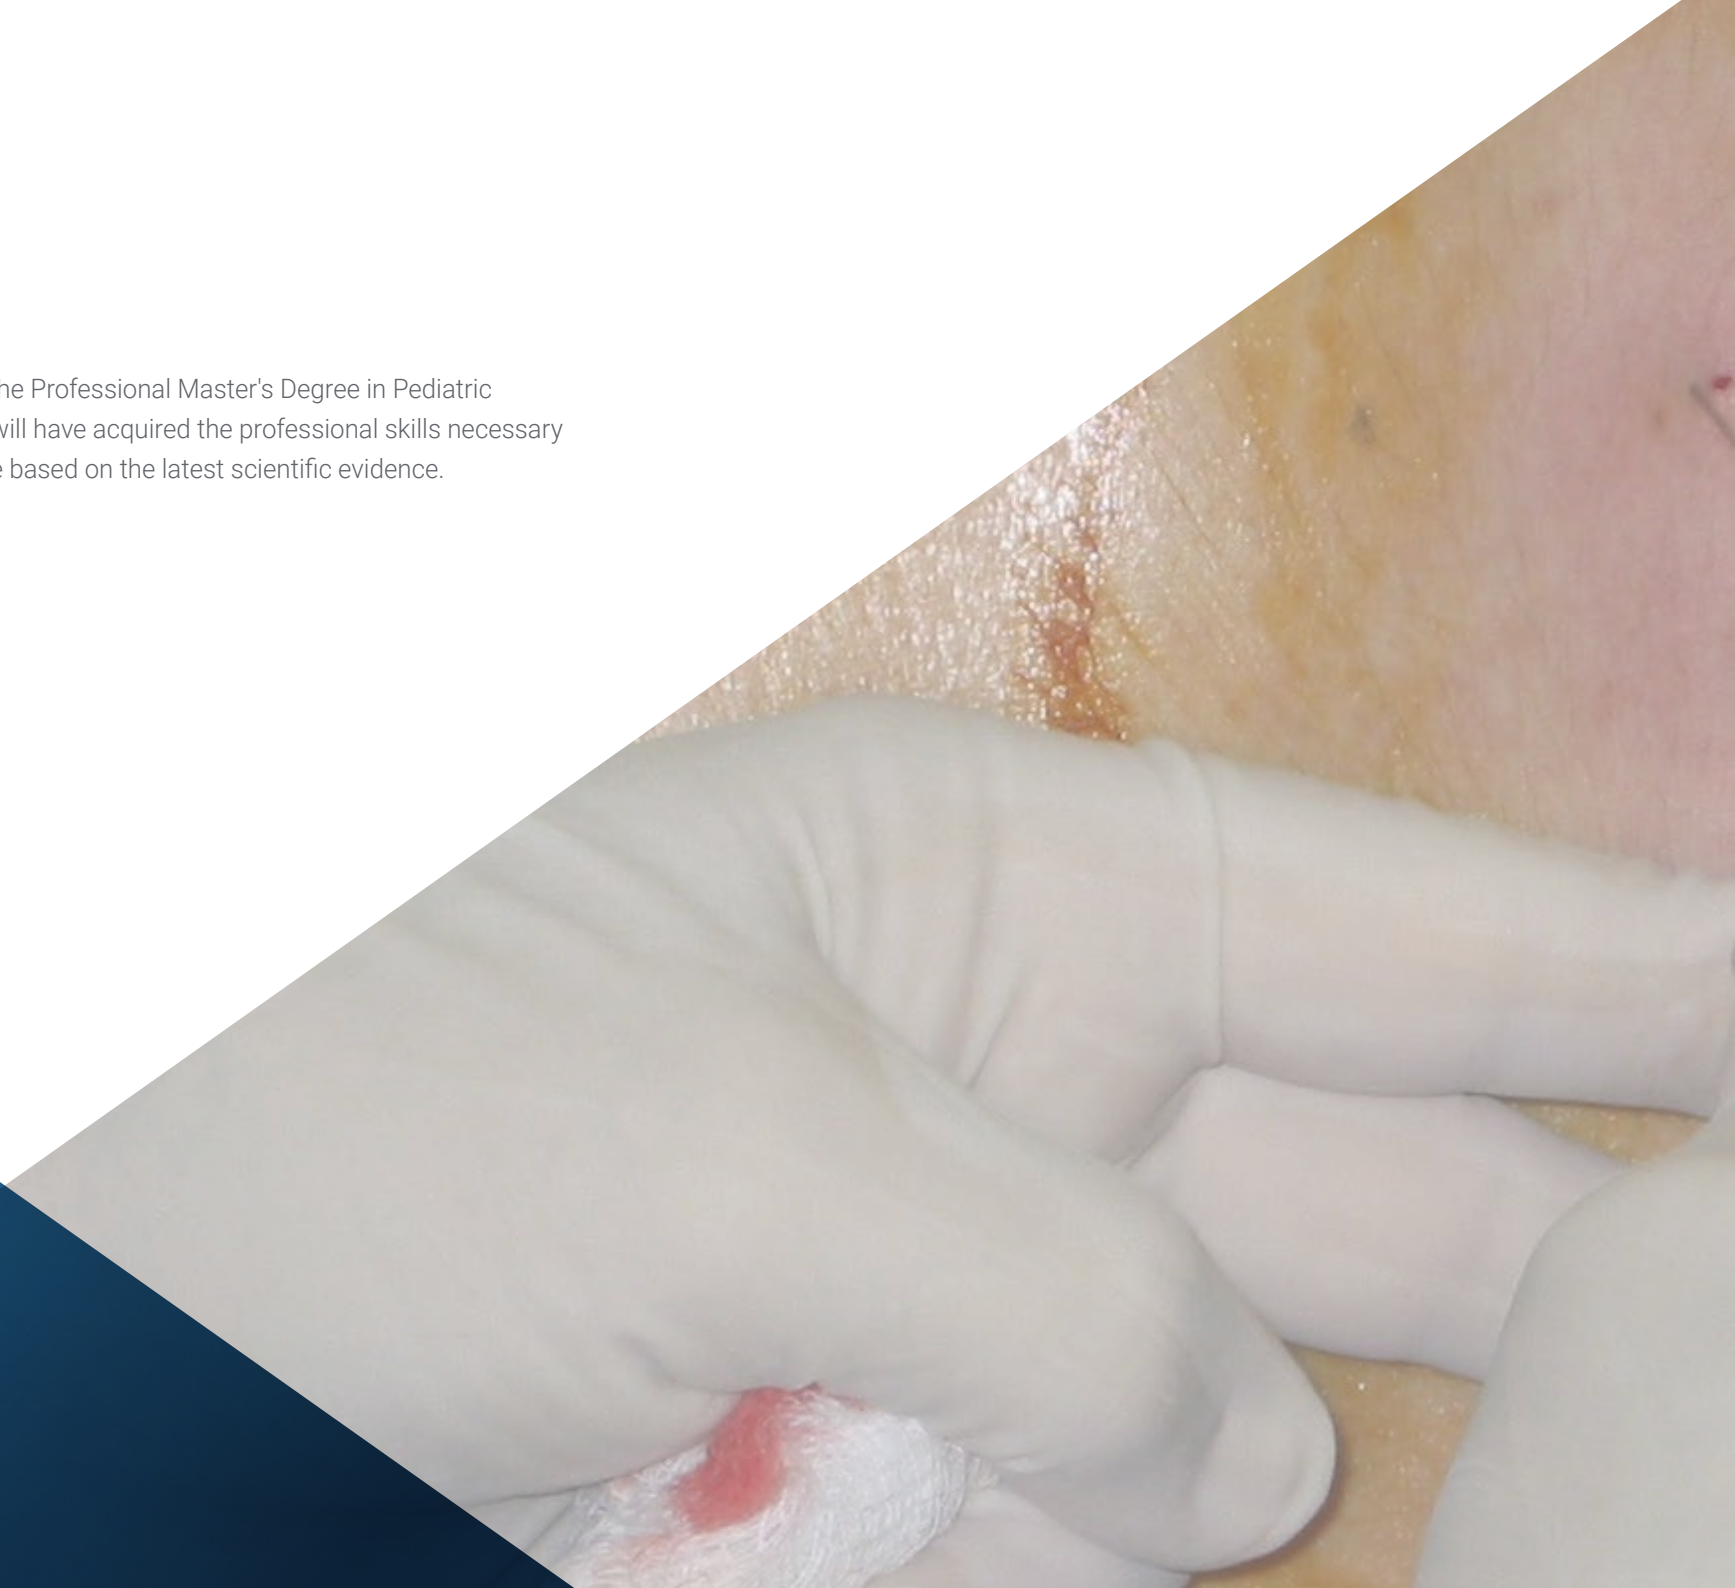 he Professional Master's Degree in Pediatric
will have acquired the professional skills necessary
e based on the latest scientific evidence.